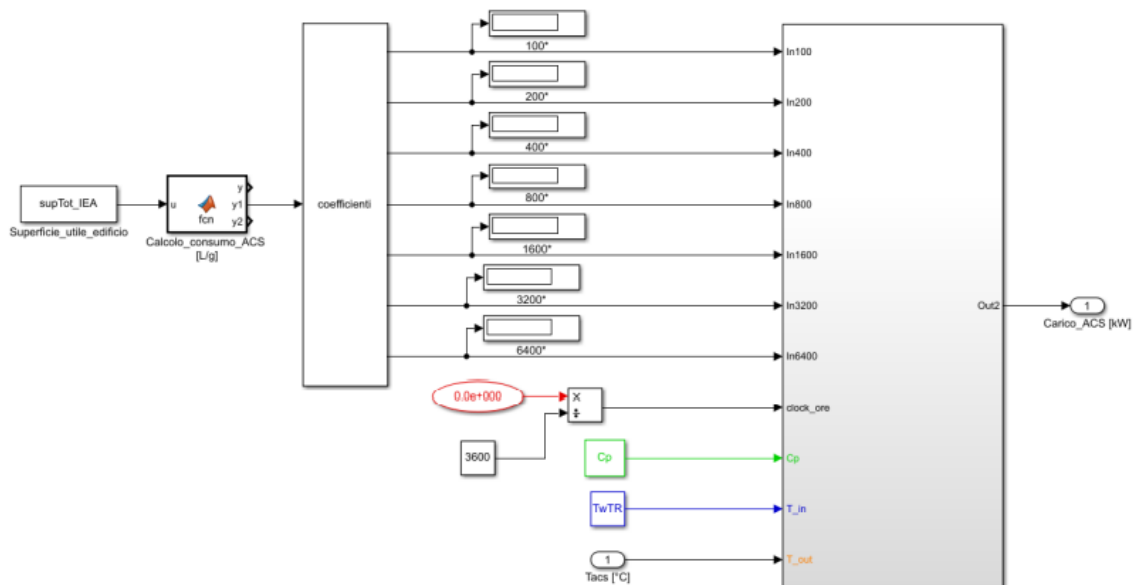 100*
In100
200*
In200
400*
In400
800*
In800
supTot_IEA
Superficie_utile_edificio
u
fcn
y
y1
y2
Calcolo_consumo_ACS
[L/g]
coefficienti
1600*
In1600
3200*
In3200
Out2
1
Carico_ACS [kW]
6400*
In6400
0.0e+000
×
÷
clock_ore
3600
Cp
Cp
TwTR
T_in
1
Tacs [°C]
T_out